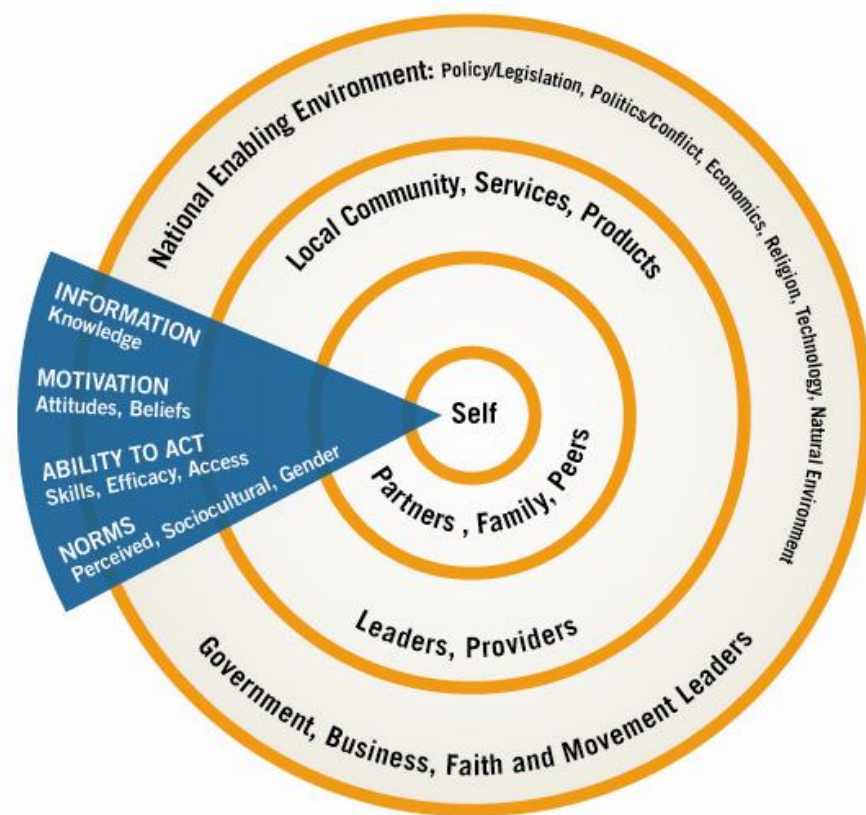 National Enabling Environment: Policy/Legislation, Politics/Conflict, Economics, Religion, Technology, Natural Environment
Local Community, Services, Products
INFORMATION
Knowledge
MOTIVATION
Attitudes, Beliefs
ABILITY TO ACT
Skills, Efficacy, Access
NORMS
Perceived, Sociocultural, Gender
Self
Partners , Family, Peers
Leaders, Providers
Government, Business, Faith and Movement Leaders